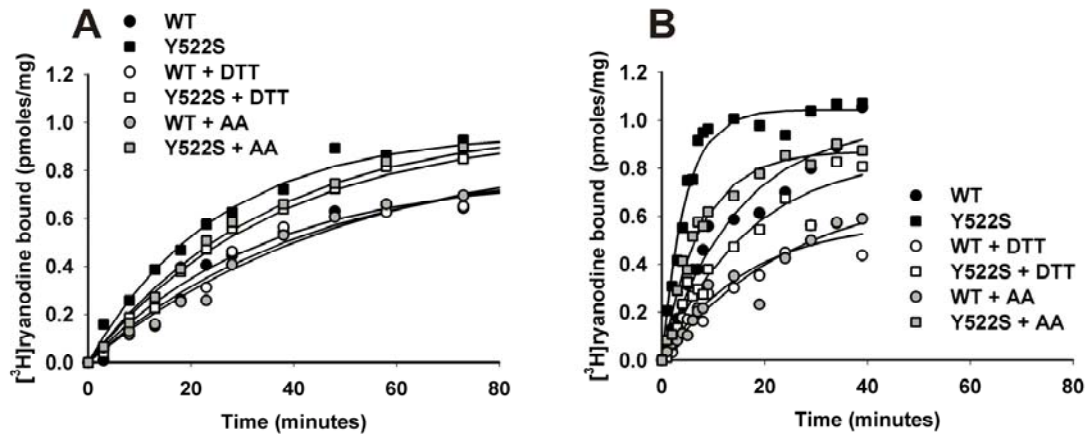 A
WT
Y522S
WT + DTT
Y522S + DTT
WT + AA
Y522S + AA
[³H]ryanodine bound (pmoles/mg)
1.2
1.0
0.8
0.6
0.4
0.2
0.0
0 20 40 60 80
Time (minutes)
B
[³H]ryanodine bound (pmoles/mg)
1.2
1.0
0.8
0.6
0.4
0.2
0.0
WT
Y522S
WT + DTT
Y522S + DTT
WT + AA
Y522S + AA
0 20 40 60 80
Time (minutes)